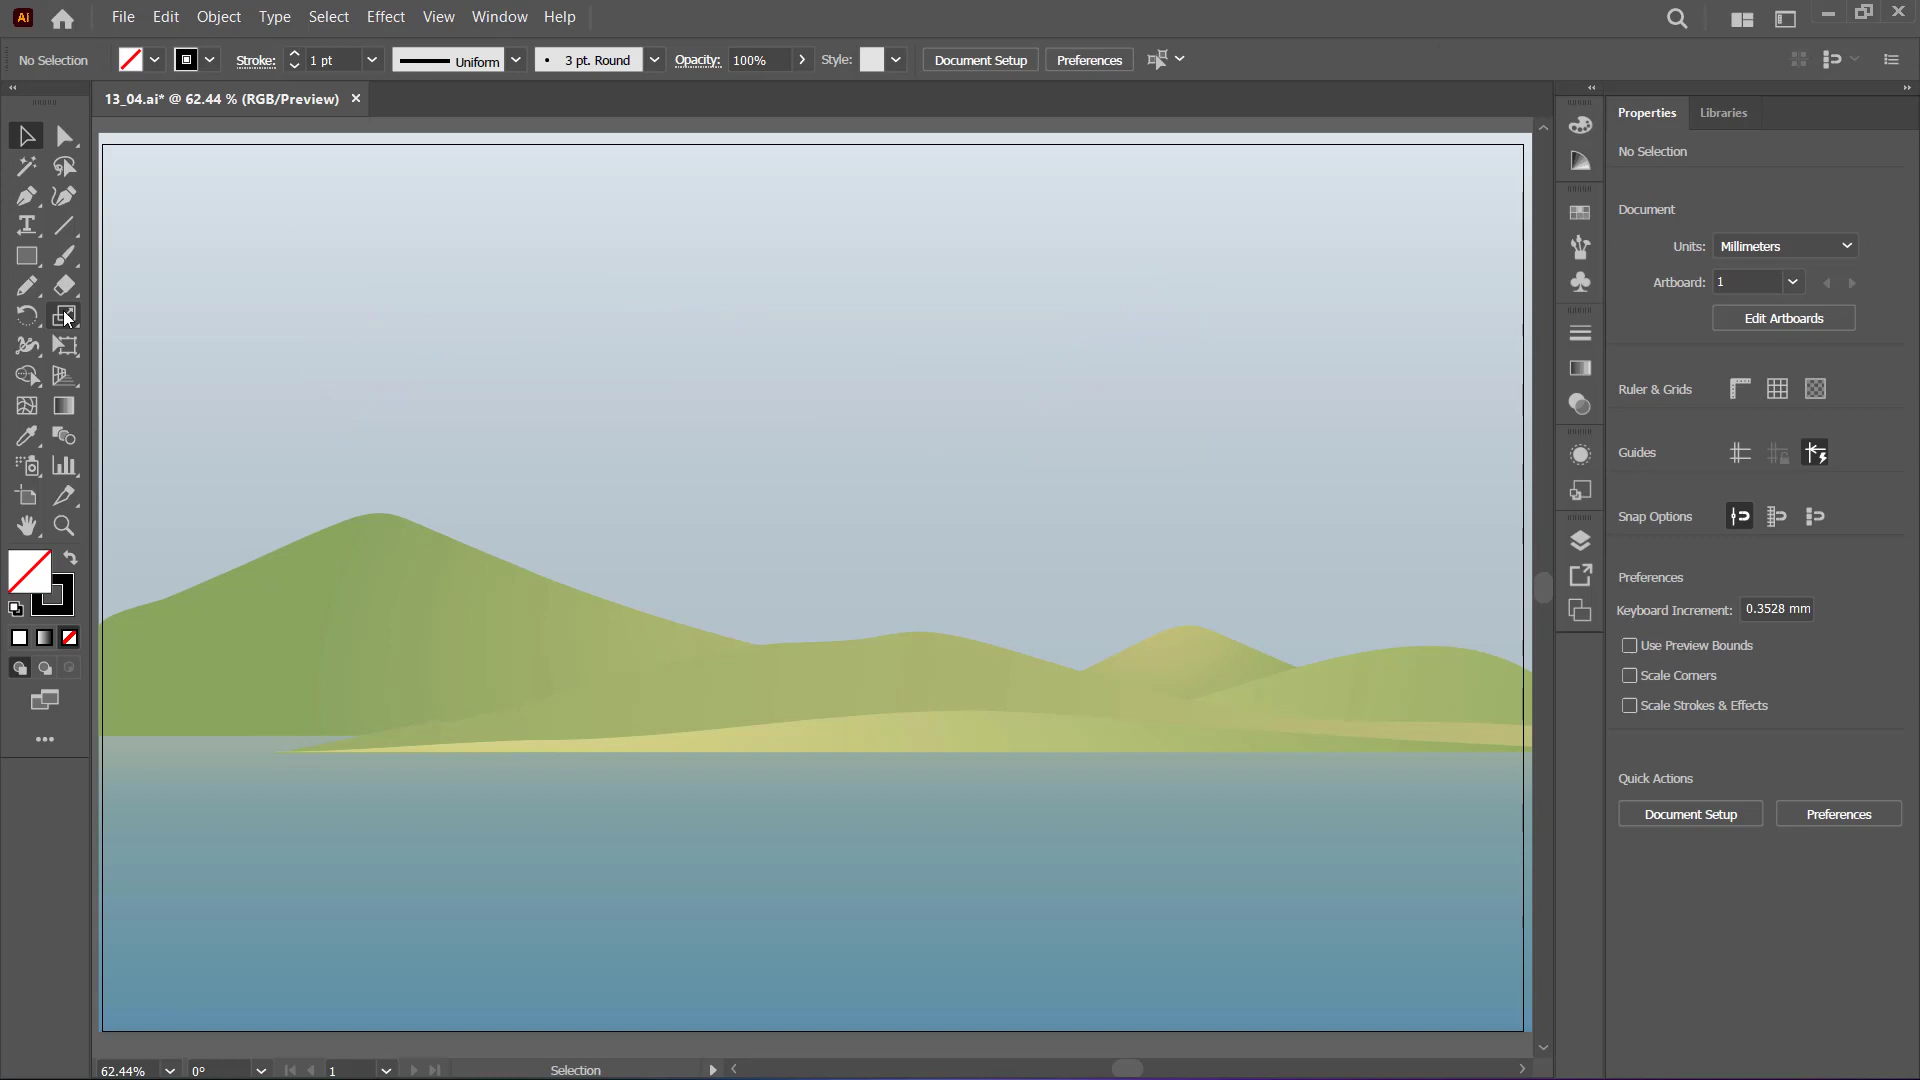 Ai File Edit Object Type Select Effect View Window Help
No Selection Stroke: 1 pt Uniform 3 pt. Round Opacity: 100% Style: Document Setup Preferences
13_04.ai* @ 62.44 % (RGB/Preview)
Properties Libraries
No Selection
Document
Units: Millimeters
Artboard: 1
Edit Artboards
Ruler & Grids
Guides
Snap Options
Preferences
Keyboard Increment: 0.3528 mm
Use Preview Bounds
Scale Corners
Scale Strokes & Effects
Quick Actions
Document Setup Preferences
62.44% 0° 1 Selection